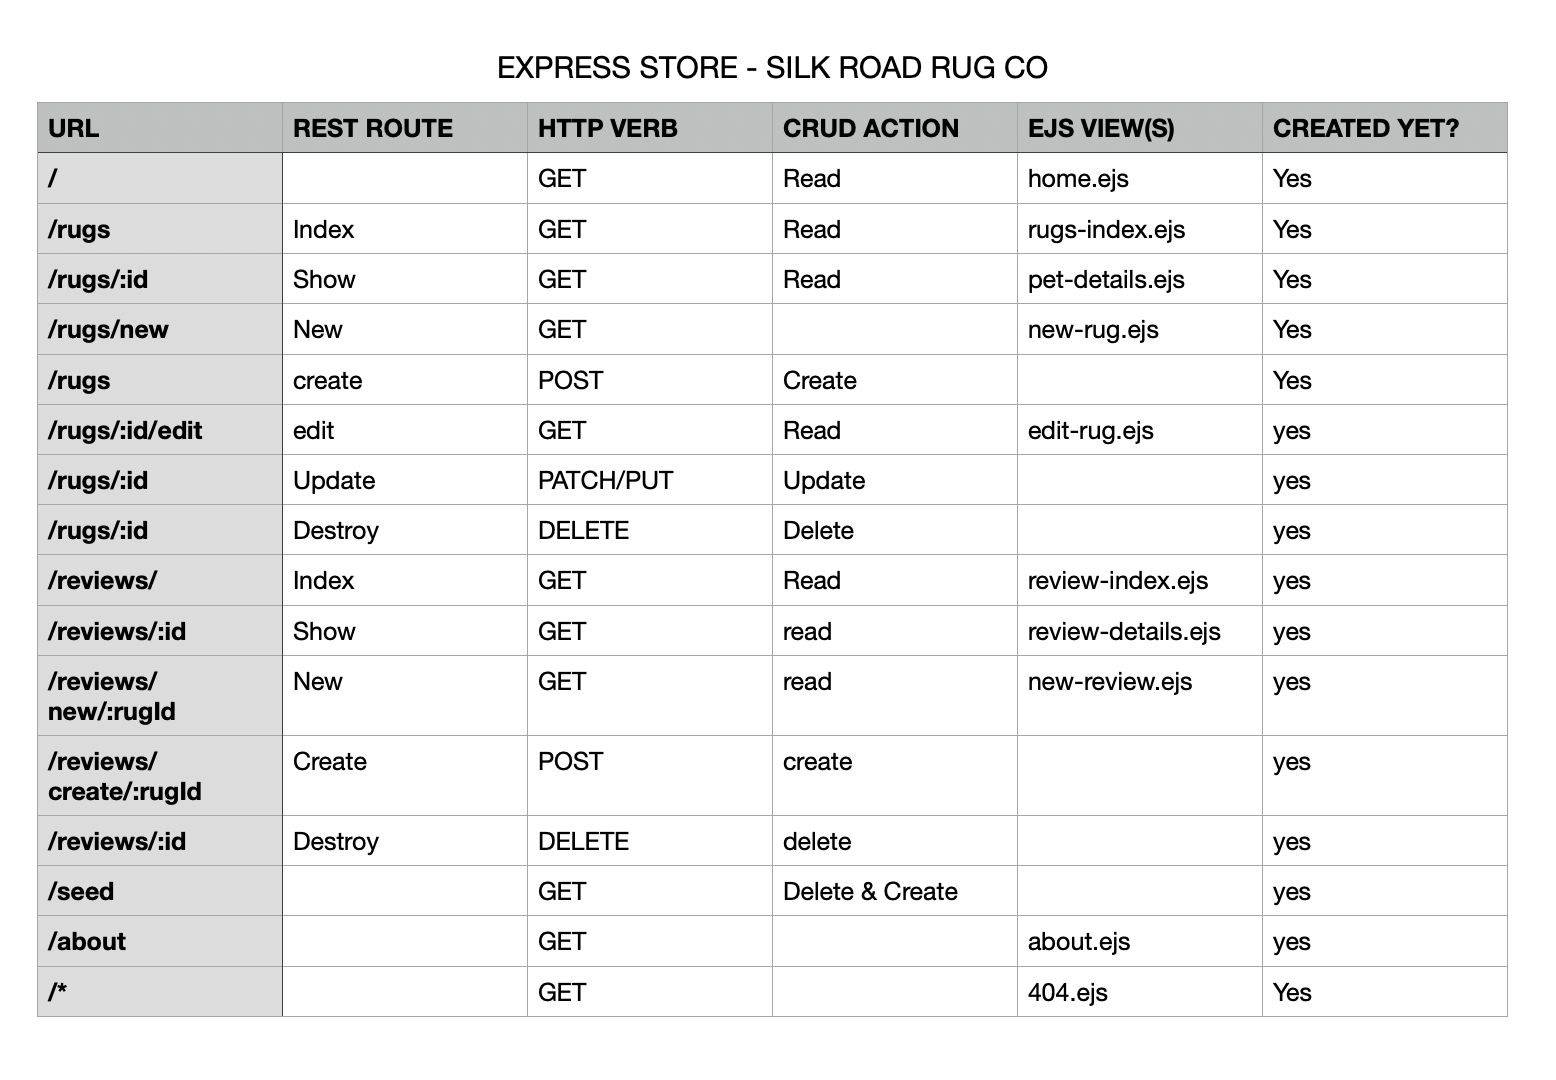 EXPRESS STORE - SILK ROAD RUG CO
URL REST ROUTE HTTP VERB CRUD ACTION EJS VIEW(S) CREATED YET?
/ GET Read home.ejs Yes
/rugs Index GET Read rugs-index.ejs Yes
/rugs/:id Show GET Read pet-details.ejs Yes
/rugs/new New GET new-rug.ejs Yes
/rugs create POST Create Yes
/rugs/:id/edit edit GET Read edit-rug.ejs yes
/rugs/:id Update PATCH/PUT Update yes
/rugs/:id Destroy DELETE Delete yes
/reviews/ Index GET Read review-index.ejs yes
/reviews/:id Show GET read review-details.ejs yes
/reviews/ New GET read new-review.ejs yes
new/:rugId
/reviews/ Create POST create yes
create/:rugId
/reviews/:id Destroy DELETE delete yes
/seed GET Delete & Create yes
/about GET about.ejs yes
/* GET 404.ejs Yes